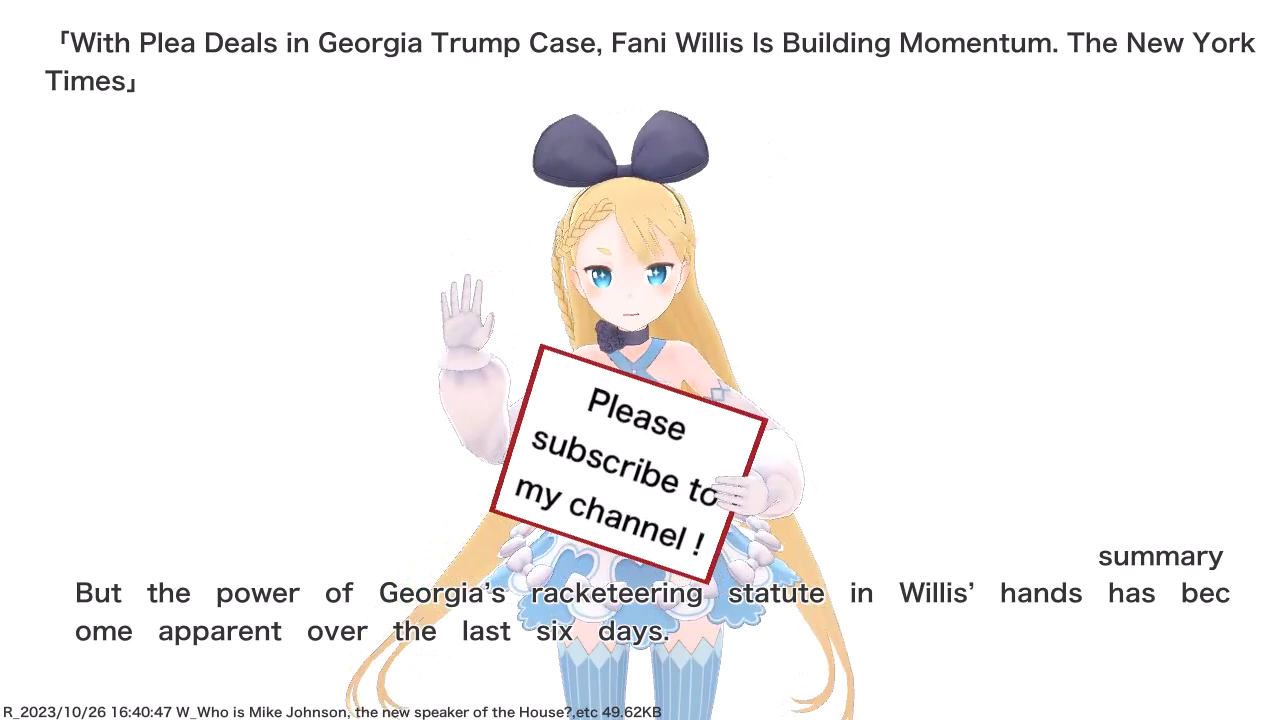 「With Plea Deals in Georgia Trump Case, Fani Willis Is Building Momentum. The New York
Times」
Please
subscribe to
my channel !
summary
But the power of Georgia’s racketeering statute in Willis’ hands has bec
ome apparent over the last six days.
R_2023/10/26 16:40:47 W_Who is Mike Johnson, the new speaker of the House?,etc 49.62KB